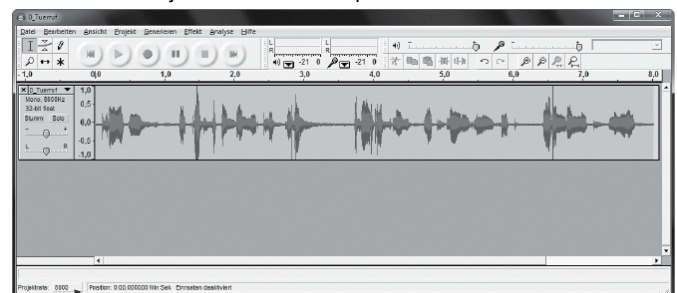 D_Tuerruf
Datei Bearbeiten Ansicht Projekt Generieren Effekt Analyse Hilfe
L
R
-21 0
L
R
-21 0
- 1,0 0,0 1,0 2,0 3,0 4,0 5,0 6,0 7,0 8,0
D_Tuerruf
Mono, 8000Hz
32-bit float
Stumm Solo
- +
L R
1,0
0,5
0,0
-0,5
-1,0
Projektrate: 8000 Position: 0:00,000000 Min:Sek Einrasten deaktiviert